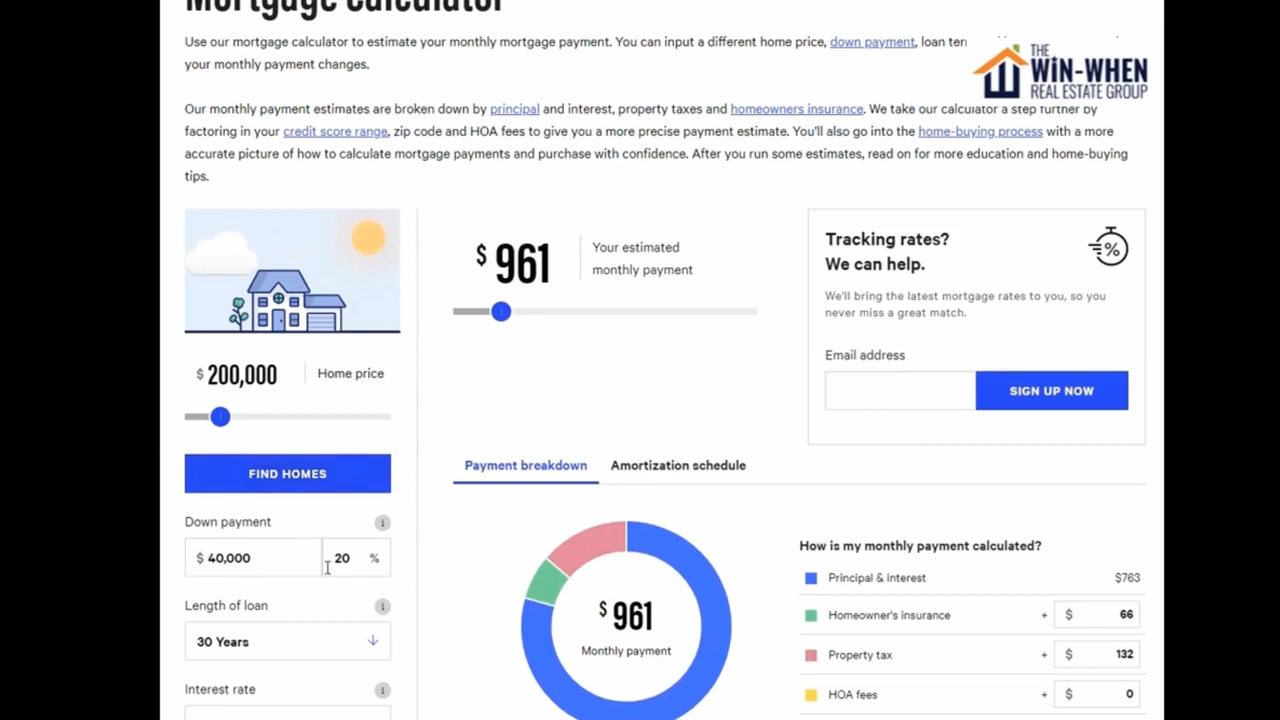 Mortgage calculator
Use our mortgage calculator to estimate your monthly mortgage payment. You can input a different home price, down payment, loan
your monthly payment changes.
THE
WIN-WHEN
REAL ESTATE GROUP
Our monthly payment estimates are broken down by principal and interest, property taxes and homeowners insurance. We take our calculator a step further by
factoring in your credit score range, zip code and HOA fees to give you a more precise payment estimate. You'll also go into the home-buying process with a more
accurate picture of how to calculate mortgage payments and purchase with confidence. After you run some estimates, read on for more education and home-buying
tips.
$ 961
Your estimated
monthly payment
Tracking rates?
We can help.
%
We'll bring the latest mortgage rates to you, so you
never miss a great match.
Email address
SIGN UP NOW
$ 200,000 Home price
FIND HOMES
Payment breakdown Amortization schedule
Down payment i
$ 40,000 20 %
Length of loan i
30 Years
Interest rate i
$ 961
Monthly payment
How is my monthly payment calculated?
Principal & interest $763
Homeowner's insurance + $ 66
Property tax + $ 132
HOA fees + $ 0